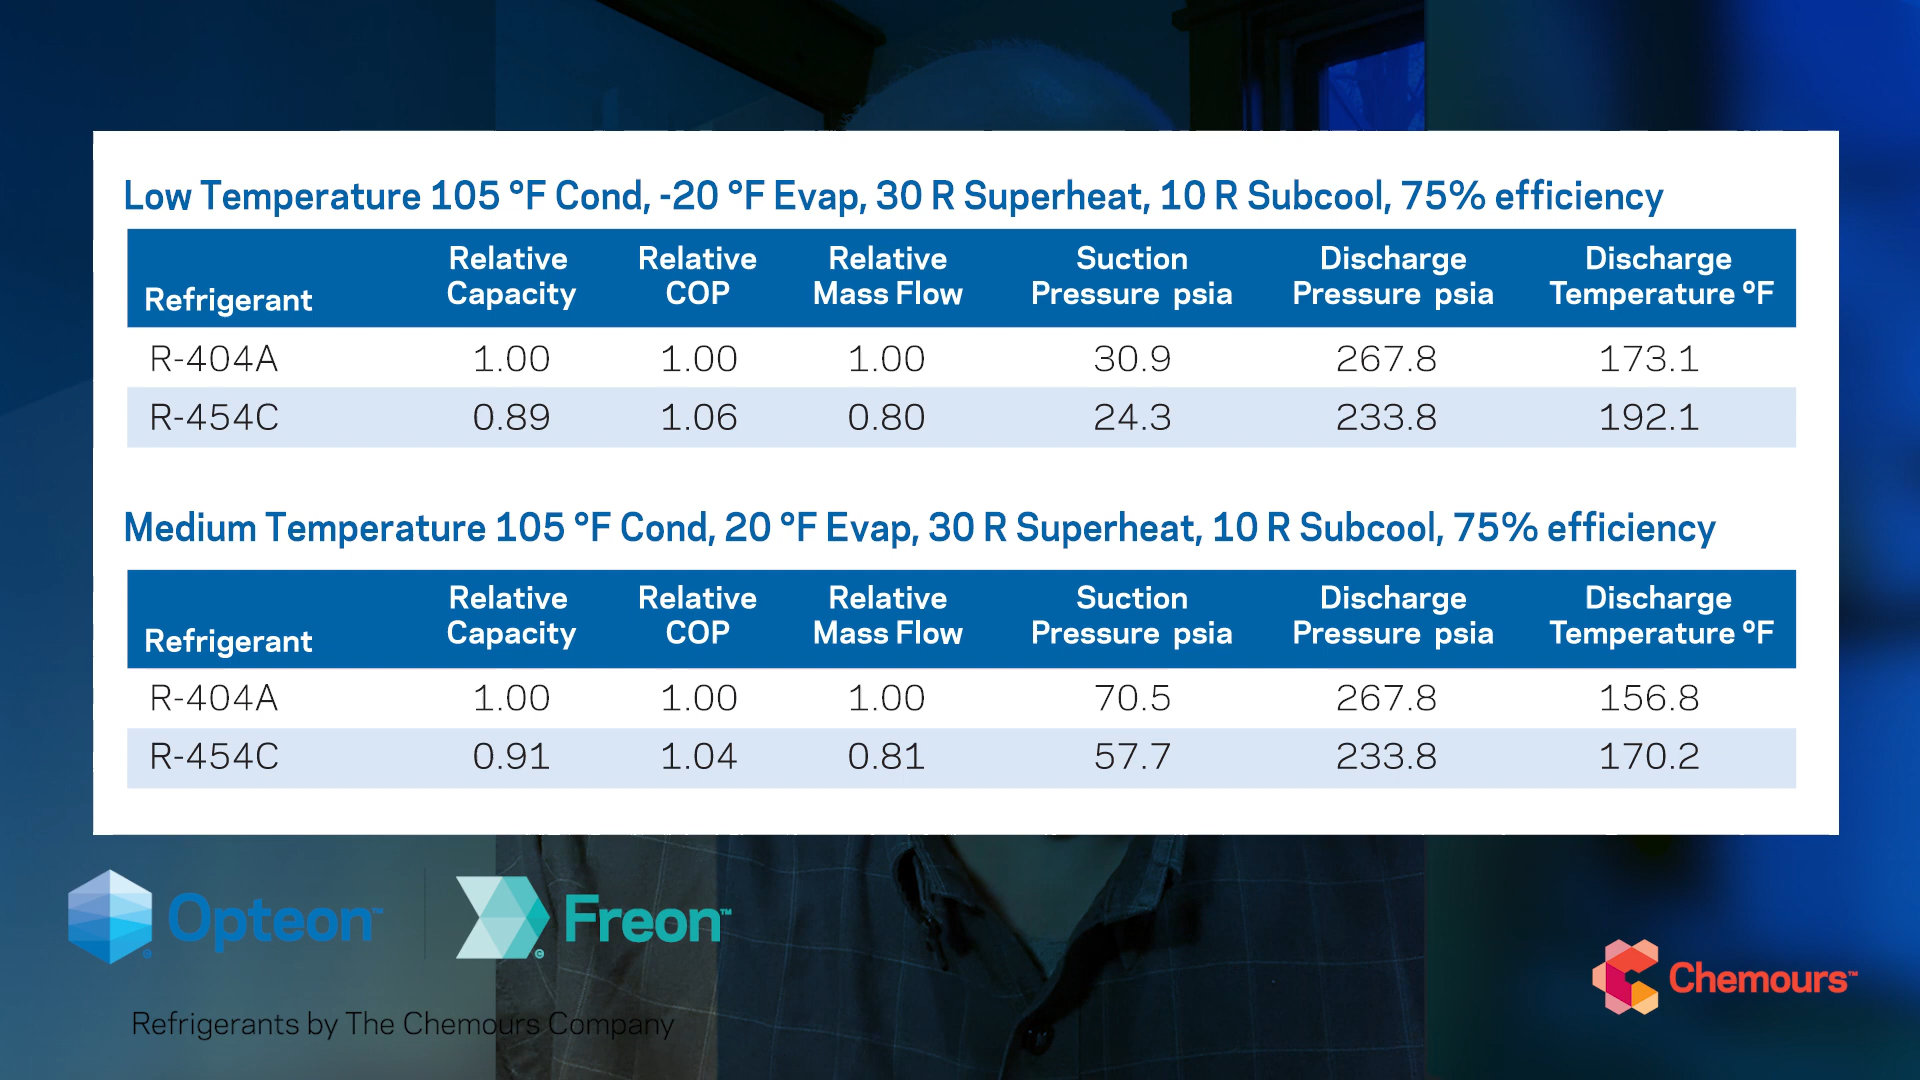 Low Temperature 105 °F Cond, -20 °F Evap, 30 R Superheat, 10 R Subcool, 75% efficiency
Refrigerant Relative Capacity Relative COP Relative Mass Flow Suction Pressure psia Discharge Pressure psia Discharge Temperature °F
R-404A 1.00 1.00 1.00 30.9 267.8 173.1
R-454C 0.89 1.06 0.80 24.3 233.8 192.1
Medium Temperature 105 °F Cond, 20 °F Evap, 30 R Superheat, 10 R Subcool, 75% efficiency
Refrigerant Relative Capacity Relative COP Relative Mass Flow Suction Pressure psia Discharge Pressure psia Discharge Temperature °F
R-404A 1.00 1.00 1.00 70.5 267.8 156.8
R-454C 0.91 1.04 0.81 57.7 233.8 170.2
Opteon™ Freon™
Chemours™
Refrigerants by The Chemours Company